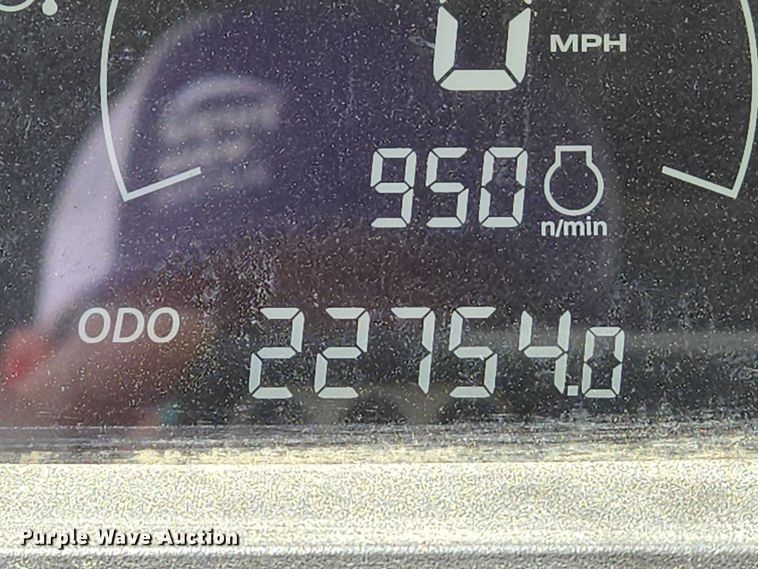 0 MPH
950
n/min
ODO 22754.0
Purple Wave Auction